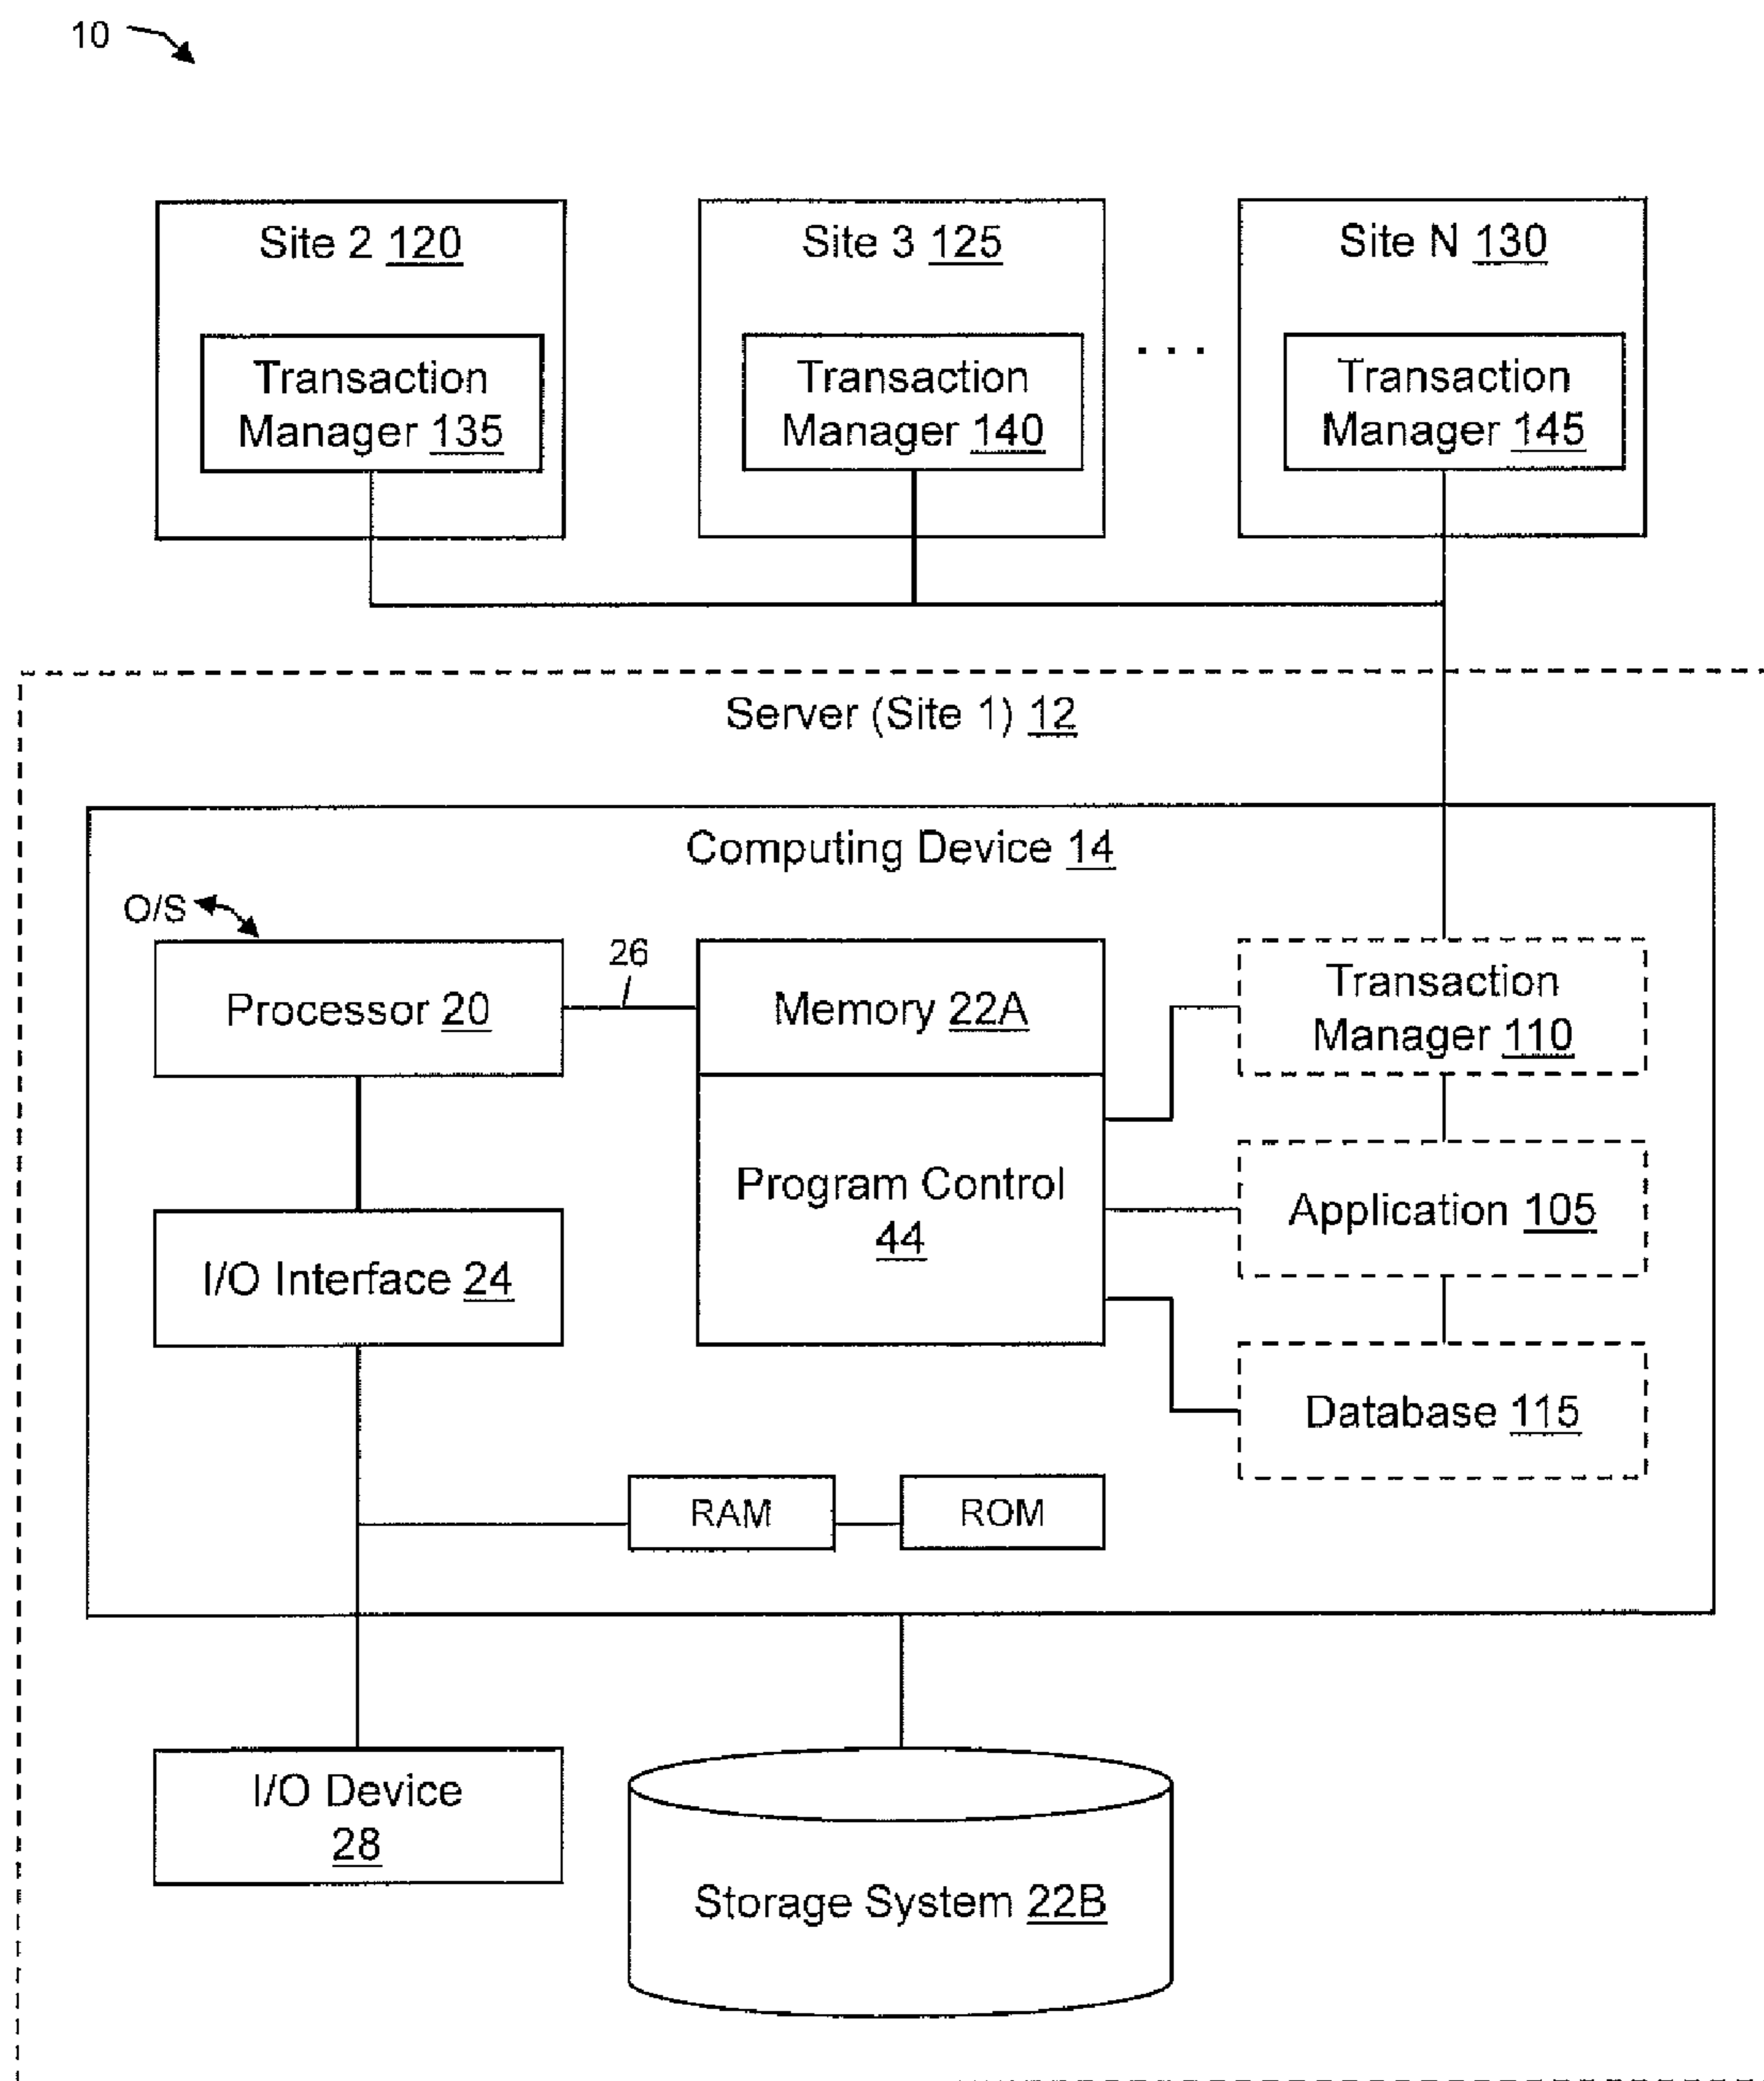 10
Site 2 120
Transaction
Manager 135
Site 3 125
Transaction
Manager 140
. . .
Site N 130
Transaction
Manager 145
Server (Site 1) 12
Computing Device 14
O/S
Processor 20
26
Memory 22A
Program Control
44
I/O Interface 24
Transaction
Manager 110
Application 105
Database 115
RAM
ROM
I/O Device
28
Storage System 22B